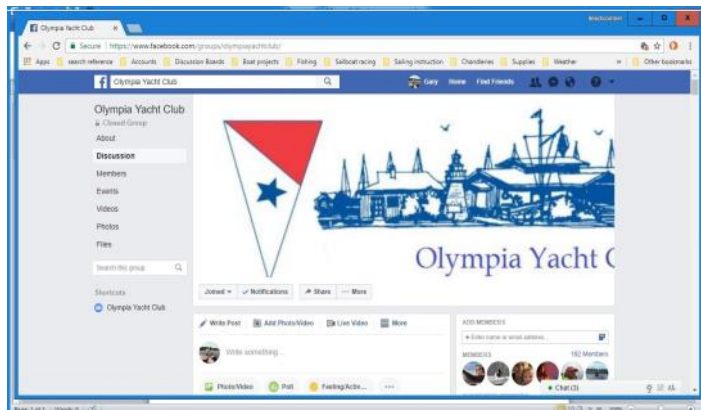 Olympia Yacht Club
Secure https://www.facebook.com/groups/olympiayachtclub/
Apps search reference Accounts Discussion Boards Boat projects Fishing Sailboat racing Sailing instruction Chandleries Supplies Weather » Other bookmarks
Olympia Yacht Club Gary Home Find Friends
Olympia Yacht Club
Closed Group
About
Discussion
Members
Events
Videos
Photos
Files
Search this group
Shortcuts
Olympia Yacht Club
Olympia Yacht C
Joined Notifications Share More
Write Post Add Photo/Video Live Video More
Write something...
Photo/Video Poll Feeling/Activ...
ADD MEMBERS
+ Enter name or email address...
MEMBERS 192 Members
Chat (3)